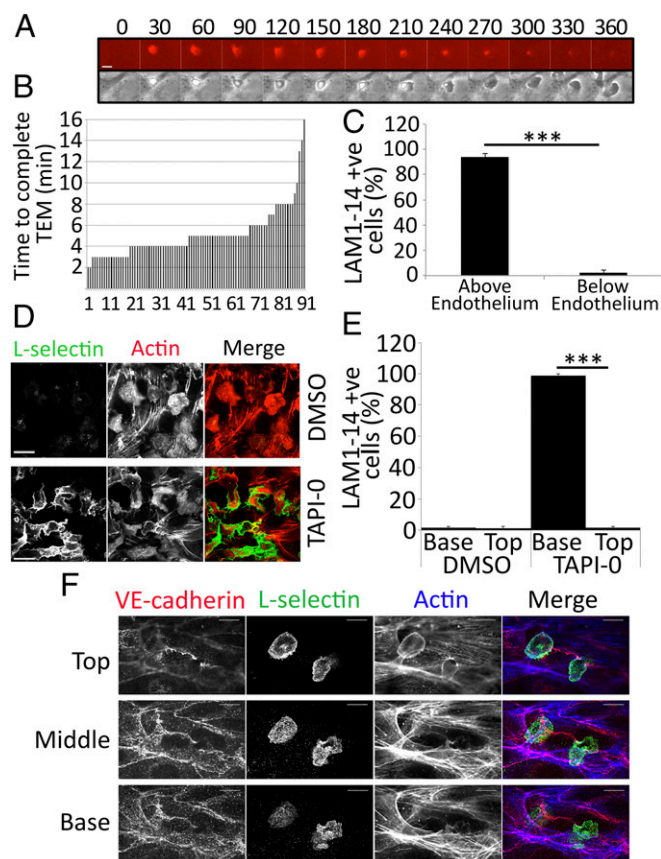 A
0 30 60 90 120 150 180 210 240 270 300 330 360
B
Time to complete
TEM (min)
16
14
12
10
8
6
4
2
1 11 21 31 41 51 61 71 81 91
C
LAM1-14 +ve
cells (%)
120
100
80
60
40
20
0
***
Above
Endothelium
Below
Endothelium
D
L-selectin Actin Merge
DMSO
TAPI-0
E
LAM1-14 +ve
cells (%)
120
100
80
60
40
20
0
***
Base Top Base Top
DMSO TAPI-0
F
VE-cadherin L-selectin Actin Merge
Top
Middle
Base